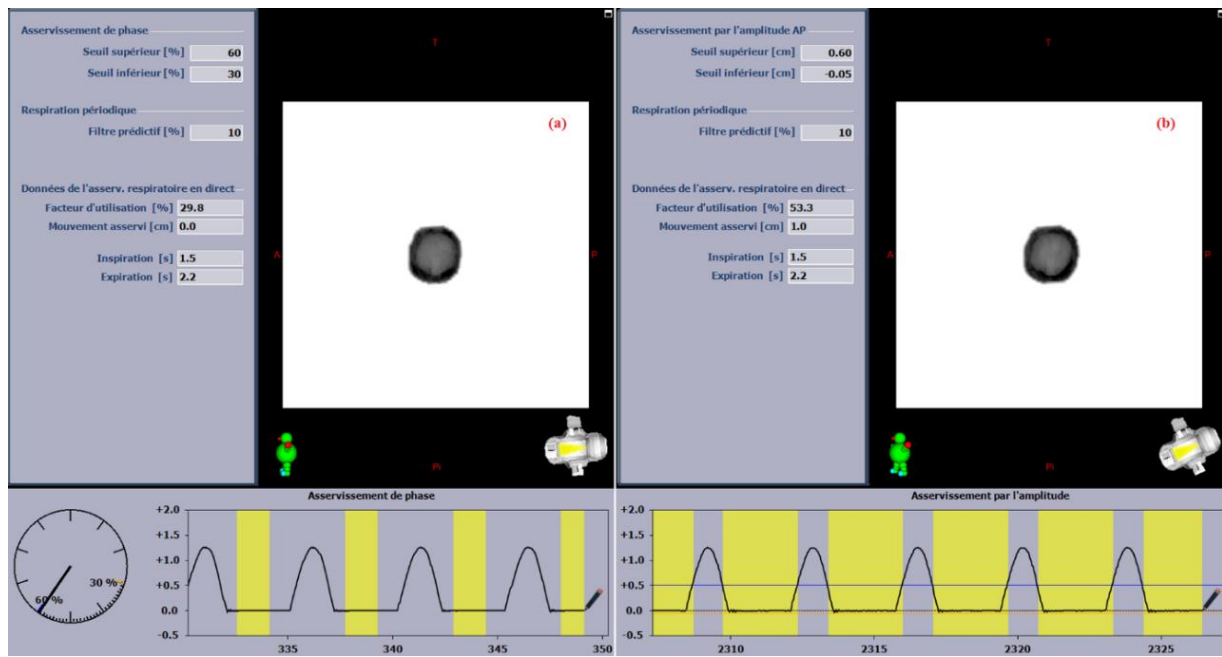 Asservissement de phase
Seuil supérieur [%] 60
Seuil inférieur [%] 30
Respiration périodique
Filtre prédictif [%] 10
Données de l'asserv. respiratoire en direct
Facteur d'utilisation [%] 29.8
Mouvement asservi [cm] 0.0
Inspiration [s] 1.5
Expiration [s] 2.2
T
(a)
A
P
Pi
Asservissement par l'amplitude AP
Seuil supérieur [cm] 0.60
Seuil inférieur [cm] -0.05
Respiration périodique
Filtre prédictif [%] 10
Données de l'asserv. respiratoire en direct
Facteur d'utilisation [%] 53.3
Mouvement asservi [cm] 1.0
Inspiration [s] 1.5
Expiration [s] 2.2
T
(b)
A
P
Pi
Asservissement de phase
30 %
60 %
+2.0
+1.5
+1.0
+0.5
0.0
-0.5
335 340 345 350
Asservissement par l'amplitude
+2.0
+1.5
+1.0
+0.5
0.0
-0.5
2310 2315 2320 2325